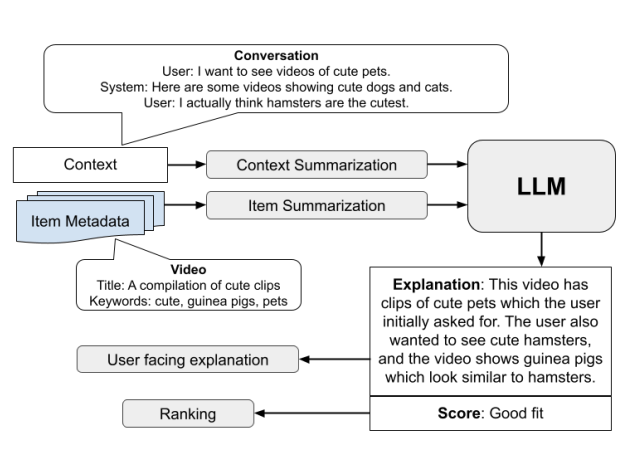 Conversation
User: I want to see videos of cute pets.
System: Here are some videos showing cute dogs and cats.
User: I actually think hamsters are the cutest.
Context
Context Summarization
LLM
Item Metadata
Item Summarization
Video
Title: A compilation of cute clips
Keywords: cute, guinea pigs, pets
Explanation: This video has
clips of cute pets which the user
initially asked for. The user also
wanted to see cute hamsters,
and the video shows guinea pigs
which look similar to hamsters.
User facing explanation
Ranking
Score: Good fit